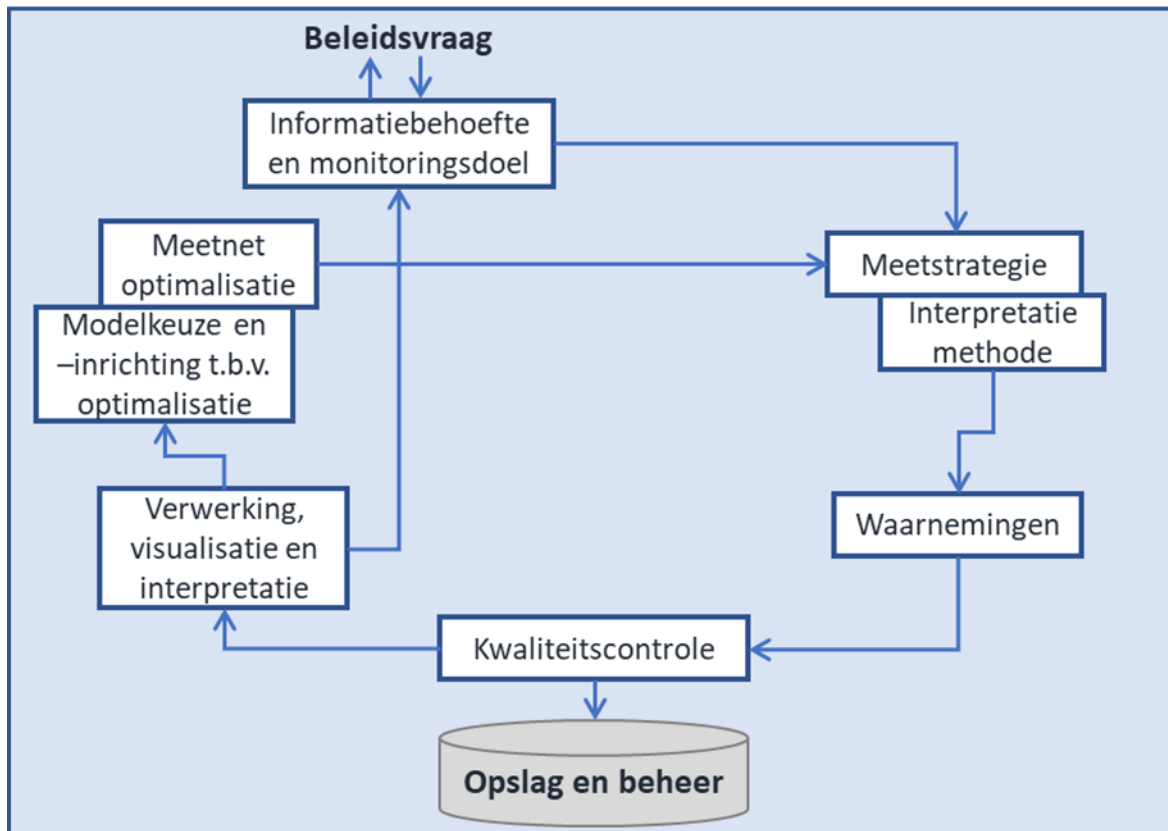 Beleidsvraag
Informatiebehoefte
en monitoringsdoel
Meetnet
optimalisatie
Modelkeuze en
–inrichting t.b.v.
optimalisatie
Meetstrategie
Interpretatie
methode
Verwerking,
visualisatie en
interpretatie
Waarnemingen
Kwaliteitscontrole
Opslag en beheer